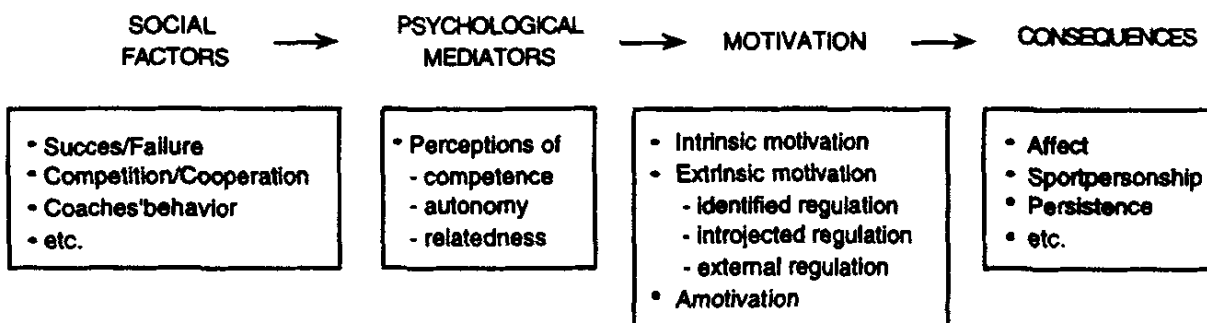 SOCIAL
FACTORS
PSYCHOLOGICAL
MEDIATORS
MOTIVATION
CONSEQUENCES
• Succes/Failure
• Competition/Cooperation
• Coaches'behavior
• etc.
• Perceptions of
- competence
- autonomy
- relatedness
• Intrinsic motivation
• Extrinsic motivation
- identified regulation
- introjected regulation
- external regulation
• Amotivation
• Affect
• Sportpersonship
• Persistence
• etc.